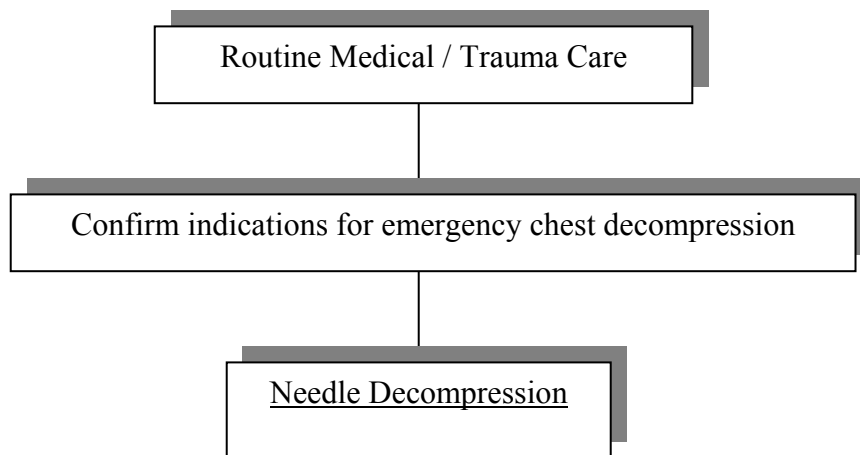 Routine Medical / Trauma Care
Confirm indications for emergency chest decompression
Needle Decompression